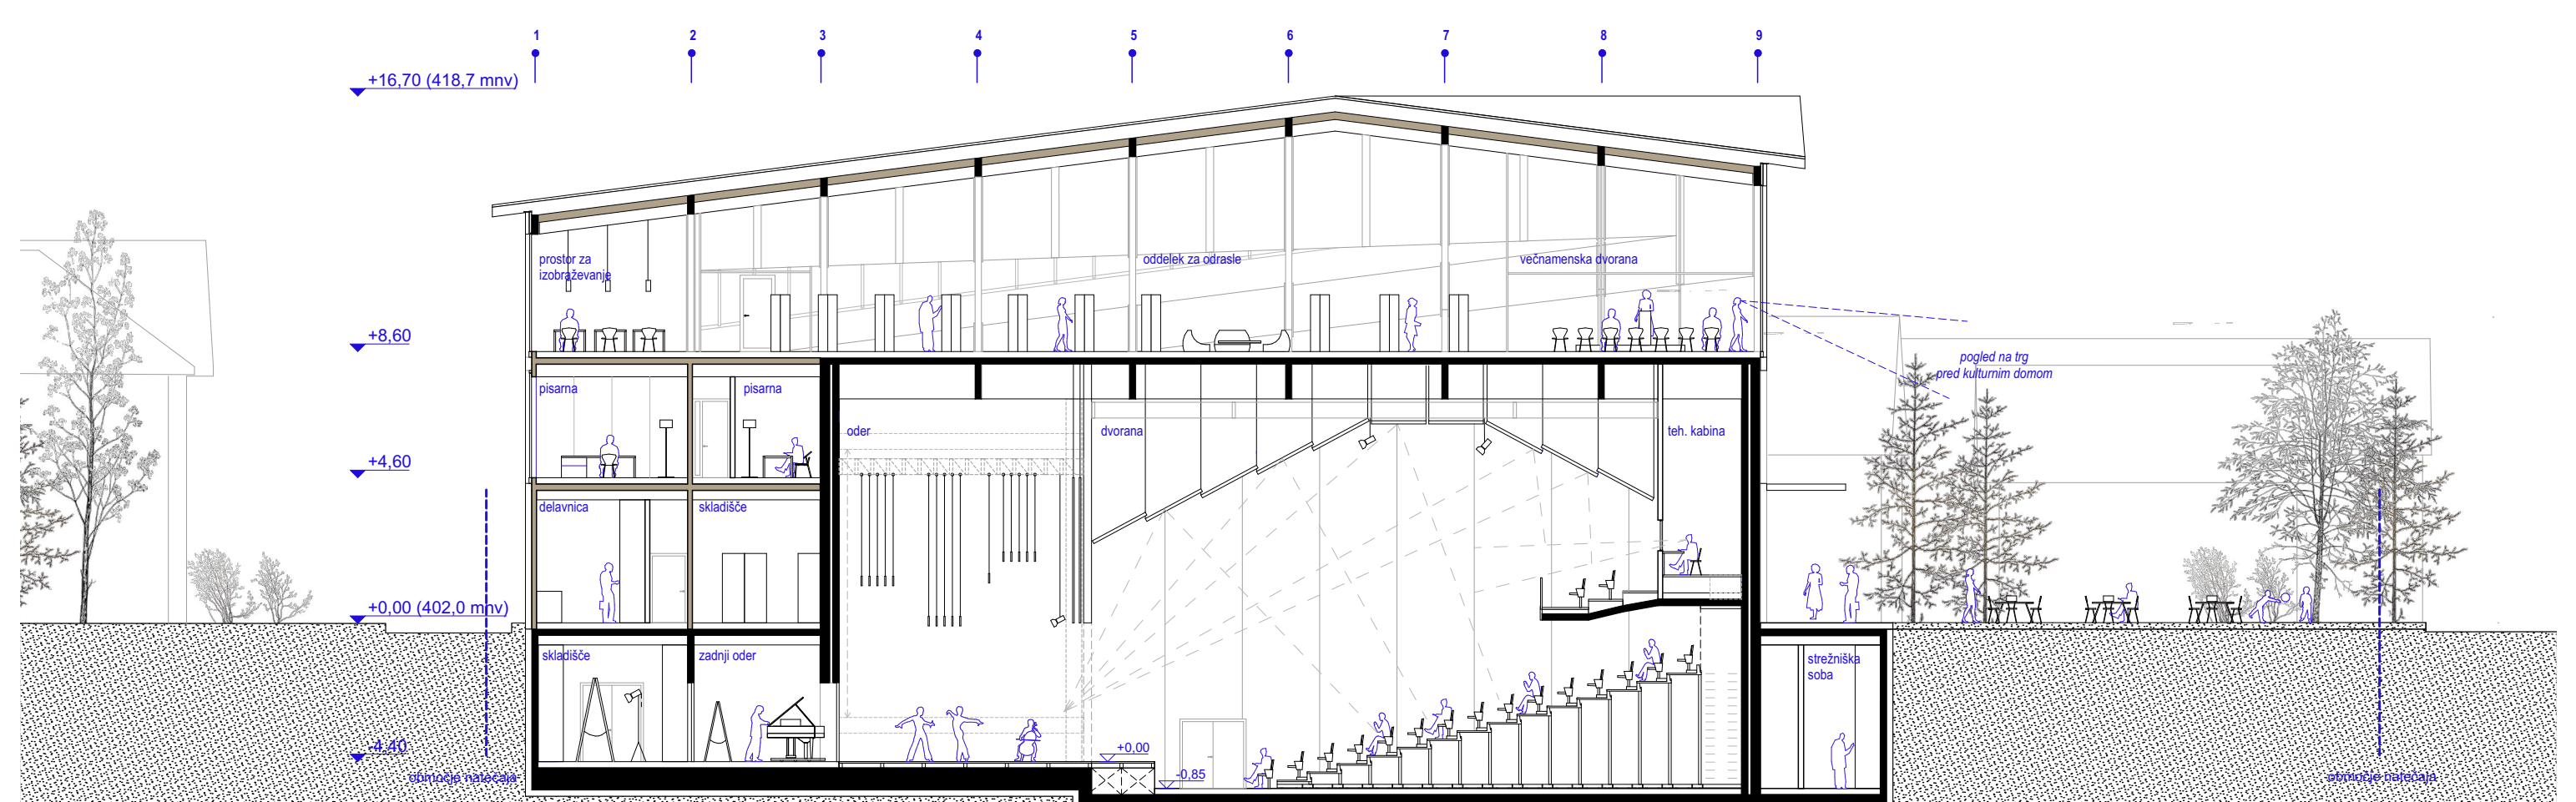 1 2 3 4 5 6 7 8 9
+16,70 (418,7 mnv)
prostor za
izobraževanje
oddelek za odrasle
večnamenska dvorana
+8,60
pogled na trg
pred kulturnim domom
pisarna
pisarna
oder
dvorana
teh. kabina
+4,60
delavnica
skladišče
+0,00 (402,0 mnv)
skladišče
zadnji oder
strežniška
soba
-4,40
+0,00
-0,85
območje natečaja
območje natečaja